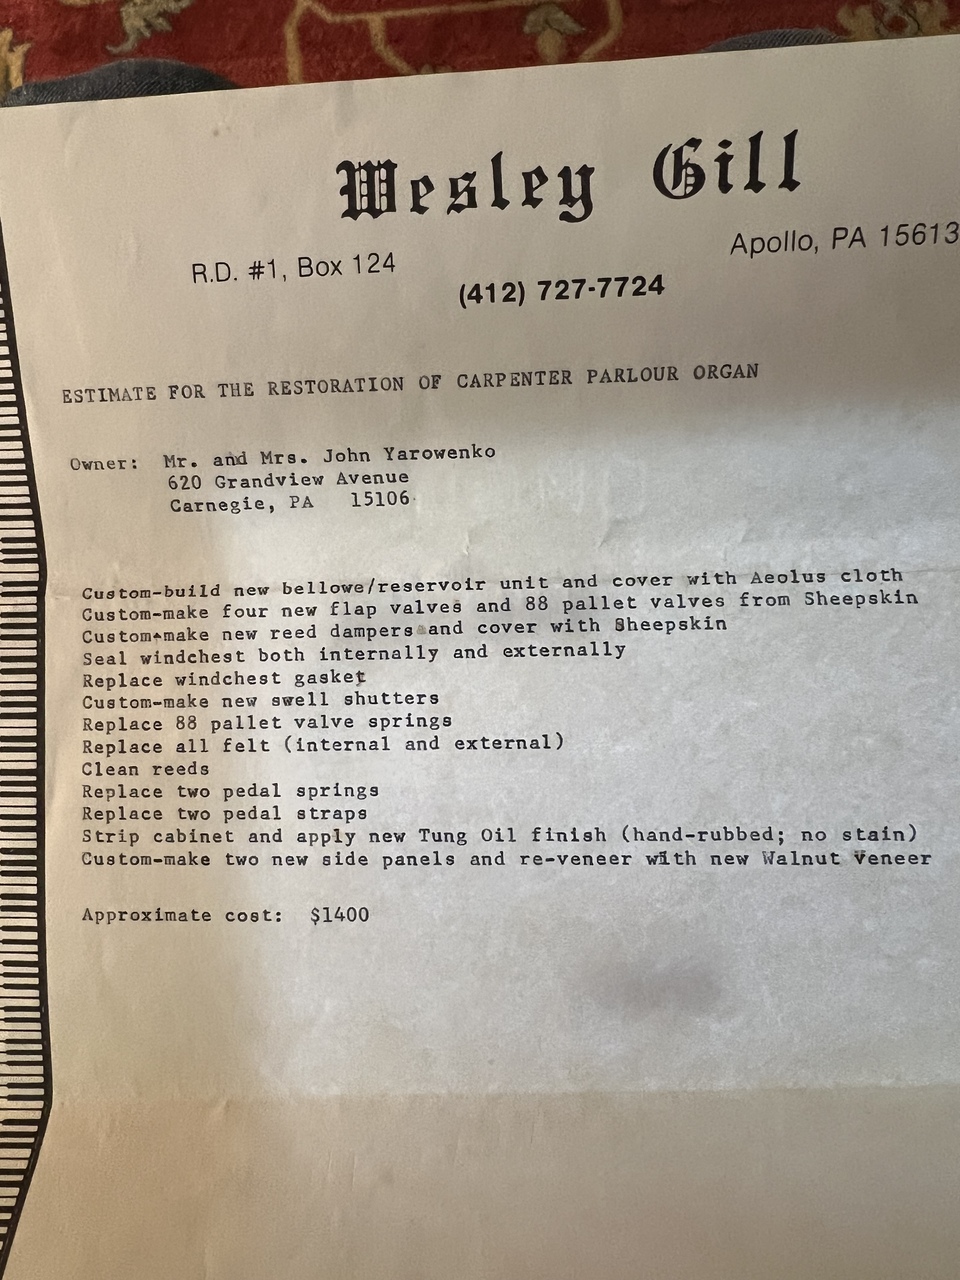 Wesley Gill
R.D. #1, Box 124
Apollo, PA 15613
(412) 727-7724
ESTIMATE FOR THE RESTORATION OF CARPENTER PARLOUR ORGAN
Owner: Mr. and Mrs. John Yarowenko
620 Grandview Avenue
Carnegie, PA 15106
Custom-build new bellowe/reservoir unit and cover with Aeolus cloth
Custom-make four new flap valves and 88 pallet valves from Sheepskin
Custom-make new reed dampers and cover with Sheepskin
Seal windchest both internally and externally
Replace windchest gasket
Custom-make new swell shutters
Replace 88 pallet valve springs
Replace all felt (internal and external)
Clean reeds
Replace two pedal springs
Replace two pedal straps
Strip cabinet and apply new Tung Oil finish (hand-rubbed; no stain)
Custom-make two new side panels and re-veneer with new Walnut Veneer
Approximate cost: $1400